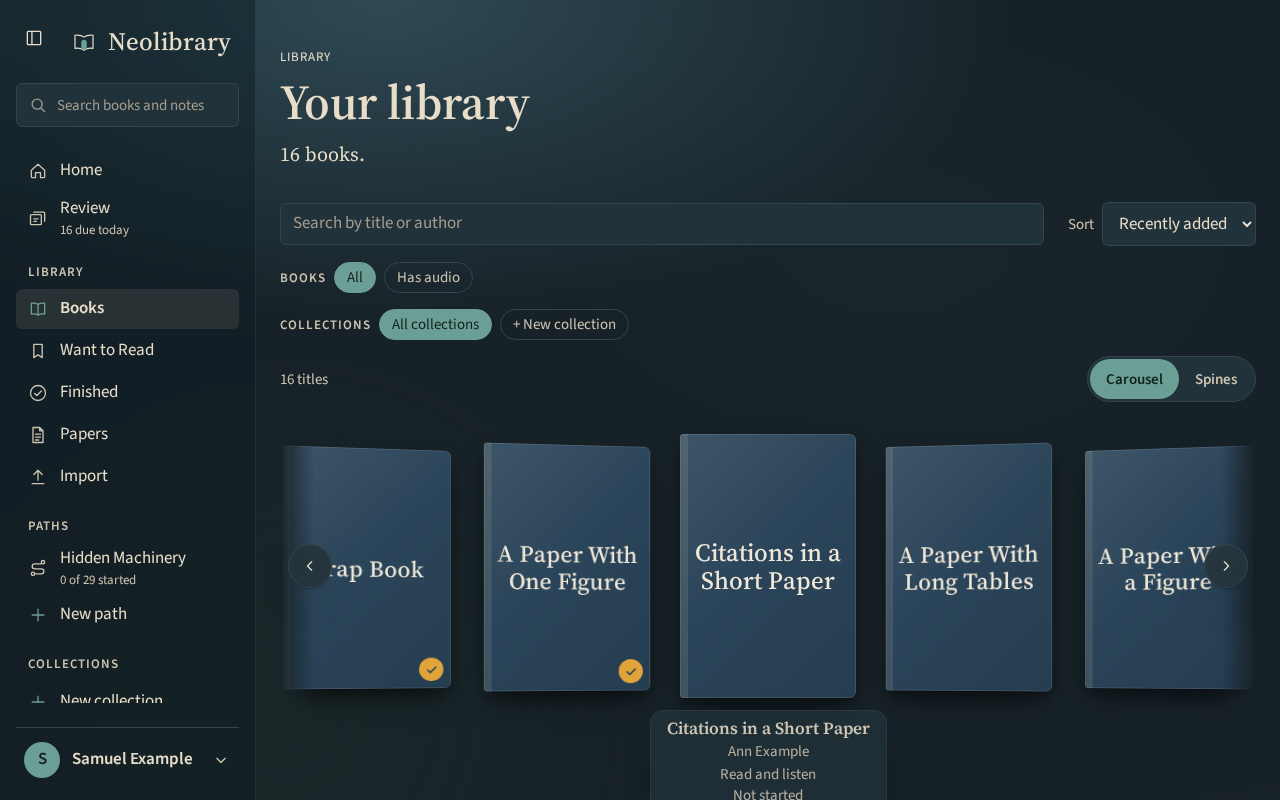 Neolibrary
Search books and notes
Home
Review
16 due today
LIBRARY
Books
Want to Read
Finished
Papers
Import
PATHS
Hidden Machinery
0 of 29 started
New path
COLLECTIONS
New collection
S
Samuel Example
LIBRARY
Your library
16 books.
Search by title or author
Sort
Recently added
BOOKS
All
Has audio
COLLECTIONS
All collections
+ New collection
16 titles
Carousel
Spines
Book
A Paper With
One Figure
Citations in a
Short Paper
A Paper With
Long Tables
A Paper
a Figure
Citations in a Short Paper
Ann Example
Read and listen
Not started